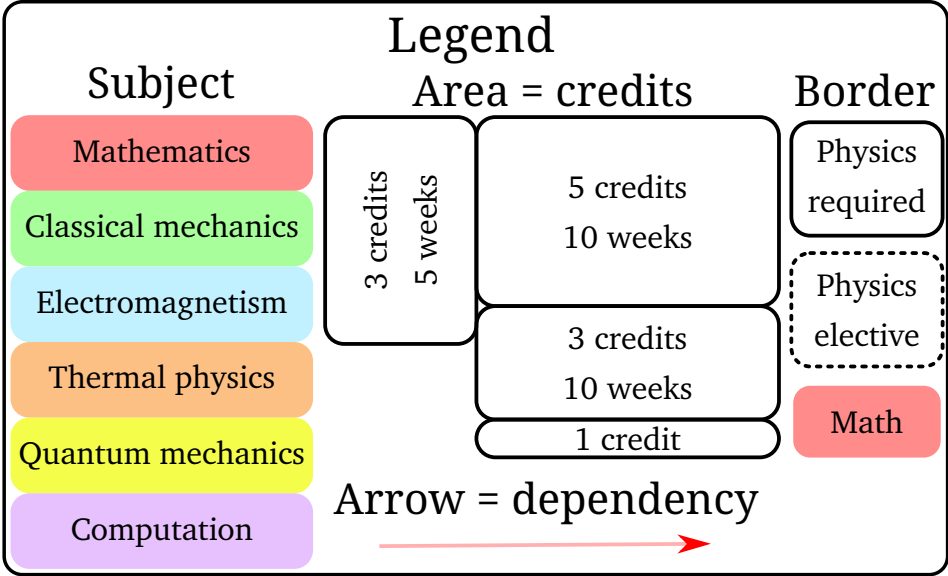 Legend
Subject
Mathematics
Classical mechanics
Electromagnetism
Thermal physics
Quantum mechanics
Computation
Area = credits
3 credits
5 weeks
5 credits
10 weeks
3 credits
10 weeks
1 credit
Arrow = dependency
Border
Physics
required
Physics
elective
Math